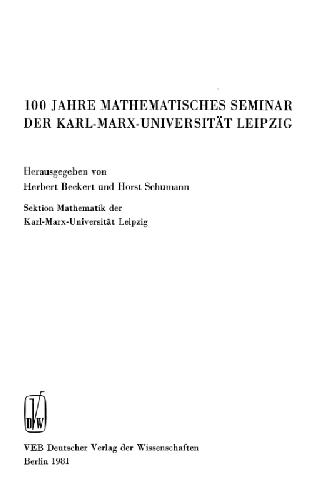 100 JAHRE MATHEMATISCHES SEMINAR
DER KARL-MARX-UNIVERSITÄT LEIPZIG
Herausgegeben von
Herbert Beckert und Horst Schumann
Sektion Mathematik der
Karl-Marx-Universität Leipzig
DVW
VEB Deutscher Verlag der Wissenschaften
Berlin 1981